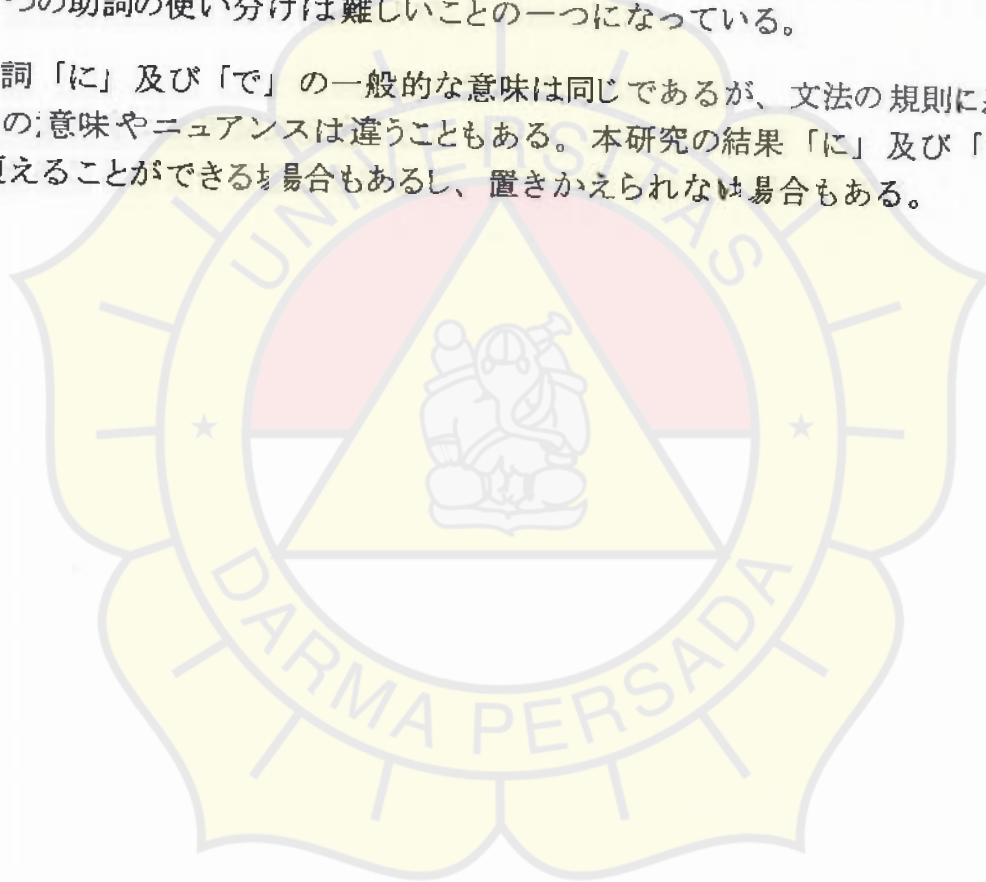 つの助詞の使い分けは難しいことの一つになっている。
詞「に」及び「で」の一般的な意味は同じであるが、文法の規則に
の意味やニュアンスは違うこともある。本研究の結果「に」及び「
えることができる場合もあるし、置きかえられな 場合もある。
UNIVERSITAS
DARMA PERSADA